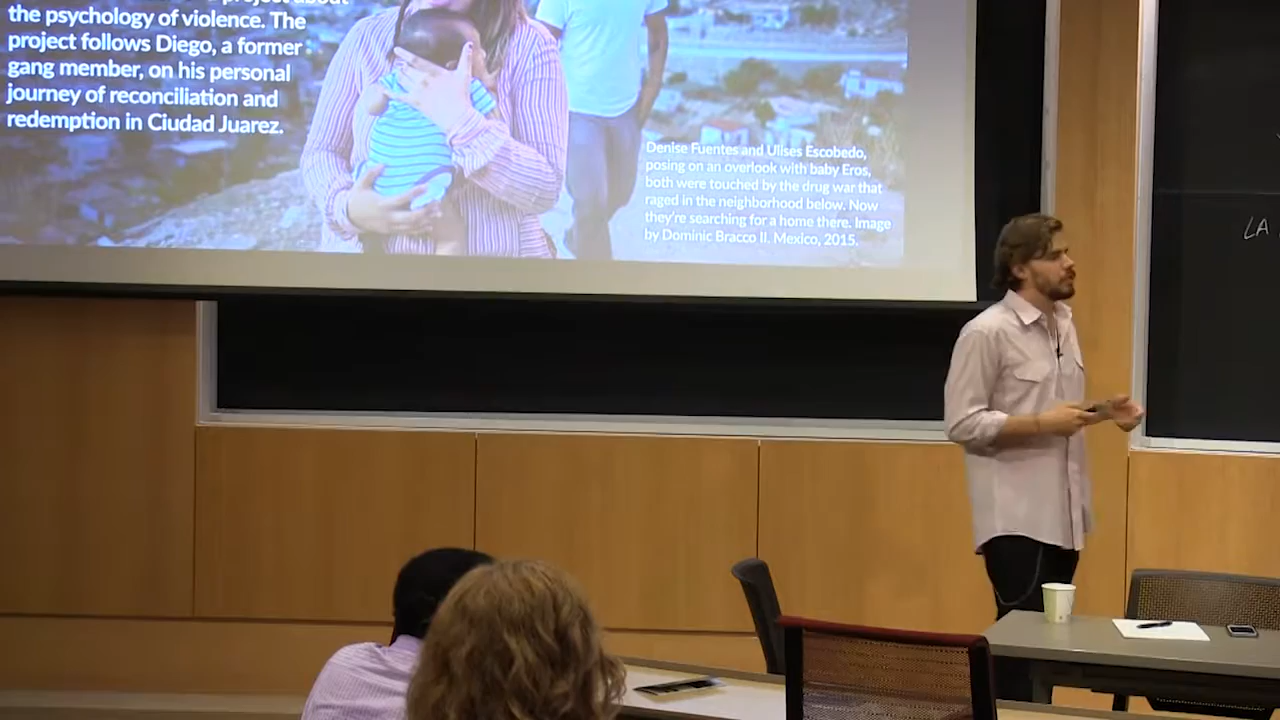 the psychology of violence. The
project follows Diego, a former
gang member, on his personal
journey of reconciliation and
redemption in Ciudad Juarez.
Denise Fuentes and Ulises Escobedo,
posing on an overlook with baby Eros,
both were touched by the drug war that
raged in the neighborhood below. Now
they're searching for a home there. Image
by Dominic Bracco II. Mexico, 2015.
LA